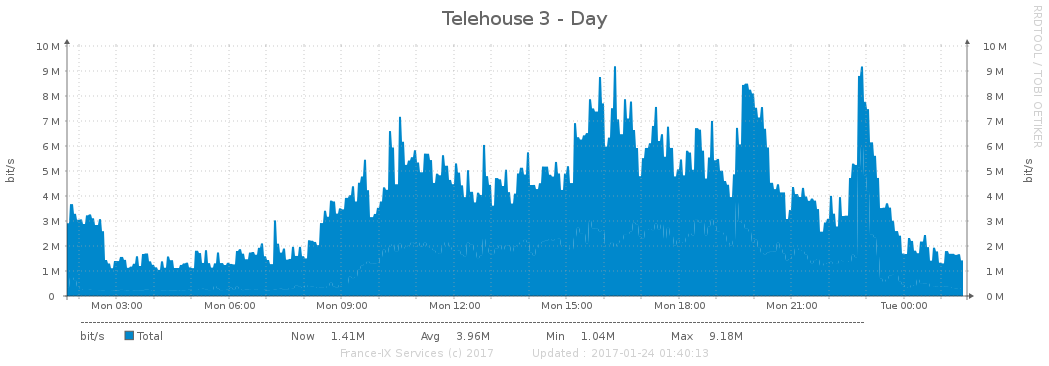 Telehouse 3 - Day
RRDTOOL / TOBI OETIKER
bit/s
bit/s
10 M 10 M
9 M 9 M
8 M 8 M
7 M 7 M
6 M 6 M
5 M 5 M
4 M 4 M
3 M 3 M
2 M 2 M
1 M 1 M
0 0 M
Mon 03:00 Mon 06:00 Mon 09:00 Mon 12:00 Mon 15:00 Mon 18:00 Mon 21:00 Tue 00:00
bit/s Total Now 1.41M Avg 3.96M Min 1.04M Max 9.18M
France-IX Services (c) 2017 Updated : 2017-01-24 01:40:13